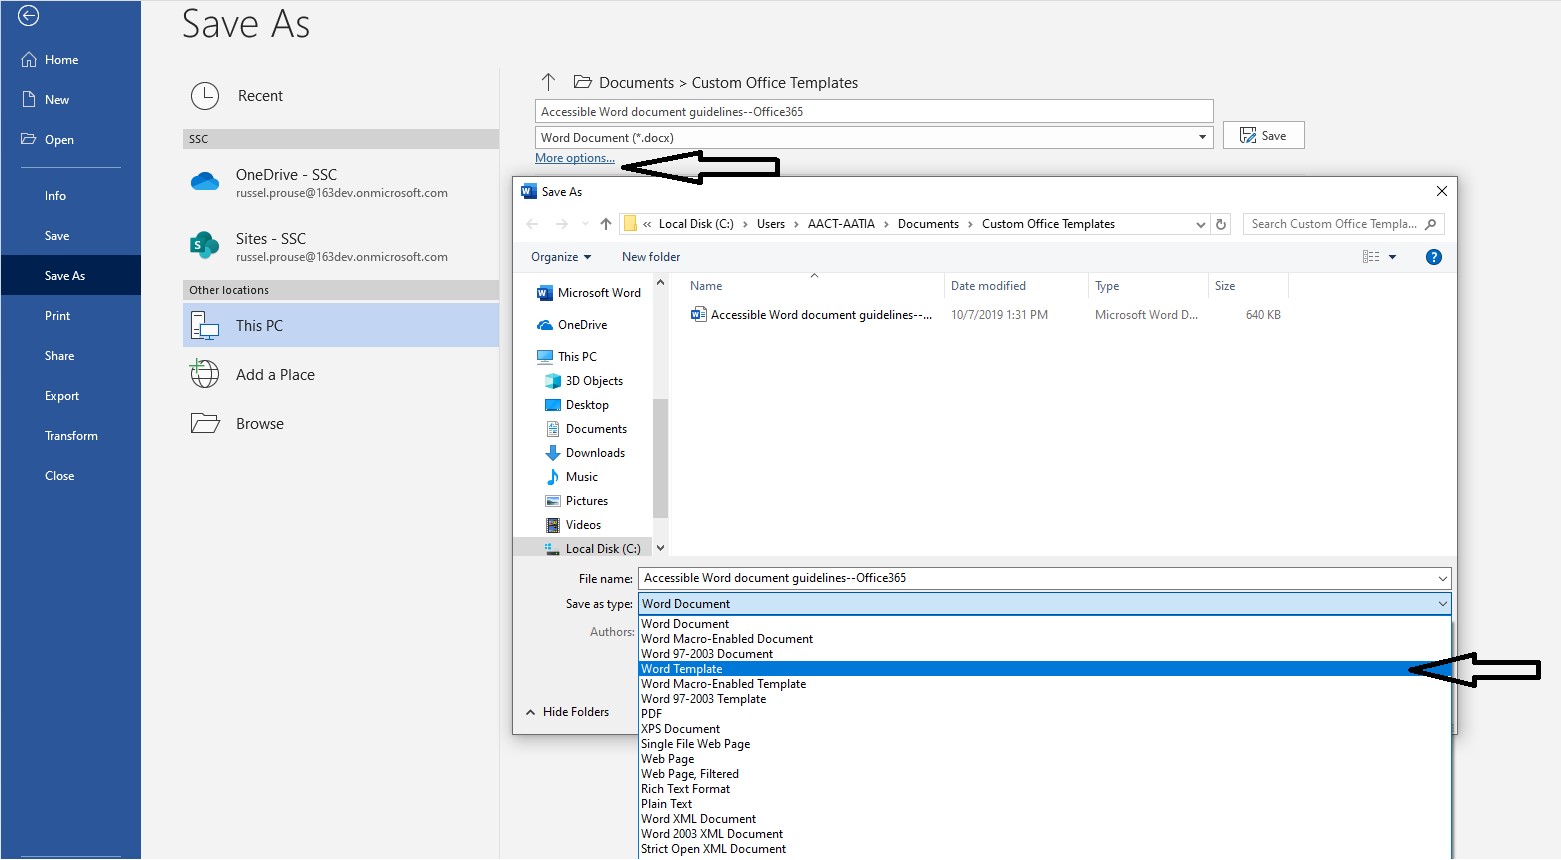 Save As
Home
New
Open
Info
Save
Save As
Print
Share
Export
Transform
Close
Recent
SSC
OneDrive - SSC
russel.prouse@163dev.onmicrosoft.com
Sites - SSC
russel.prouse@163dev.onmicrosoft.com
Other locations
This PC
Add a Place
Browse
Documents > Custom Office Templates
Accessible Word document guidelines--Office365
Word Document (*.docx)
Save
More options...
Save As
« Local Disk (C:) > Users > AACT-AATIA > Documents > Custom Office Templates
Search Custom Office Templa...
Organize
New folder
Microsoft Word
OneDrive
This PC
3D Objects
Desktop
Documents
Downloads
Music
Pictures
Videos
Local Disk (C:)
Name Date modified Type Size
Accessible Word document guidelines--... 10/7/2019 1:31 PM Microsoft Word D... 640 KB
File name: Accessible Word document guidelines--Office365
Save as type: Word Document
Authors:
Word Document
Word Macro-Enabled Document
Word 97-2003 Document
Word Template
Word Macro-Enabled Template
Word 97-2003 Template
PDF
XPS Document
Single File Web Page
Web Page
Web Page, Filtered
Rich Text Format
Plain Text
Word XML Document
Word 2003 XML Document
Strict Open XML Document
Hide Folders